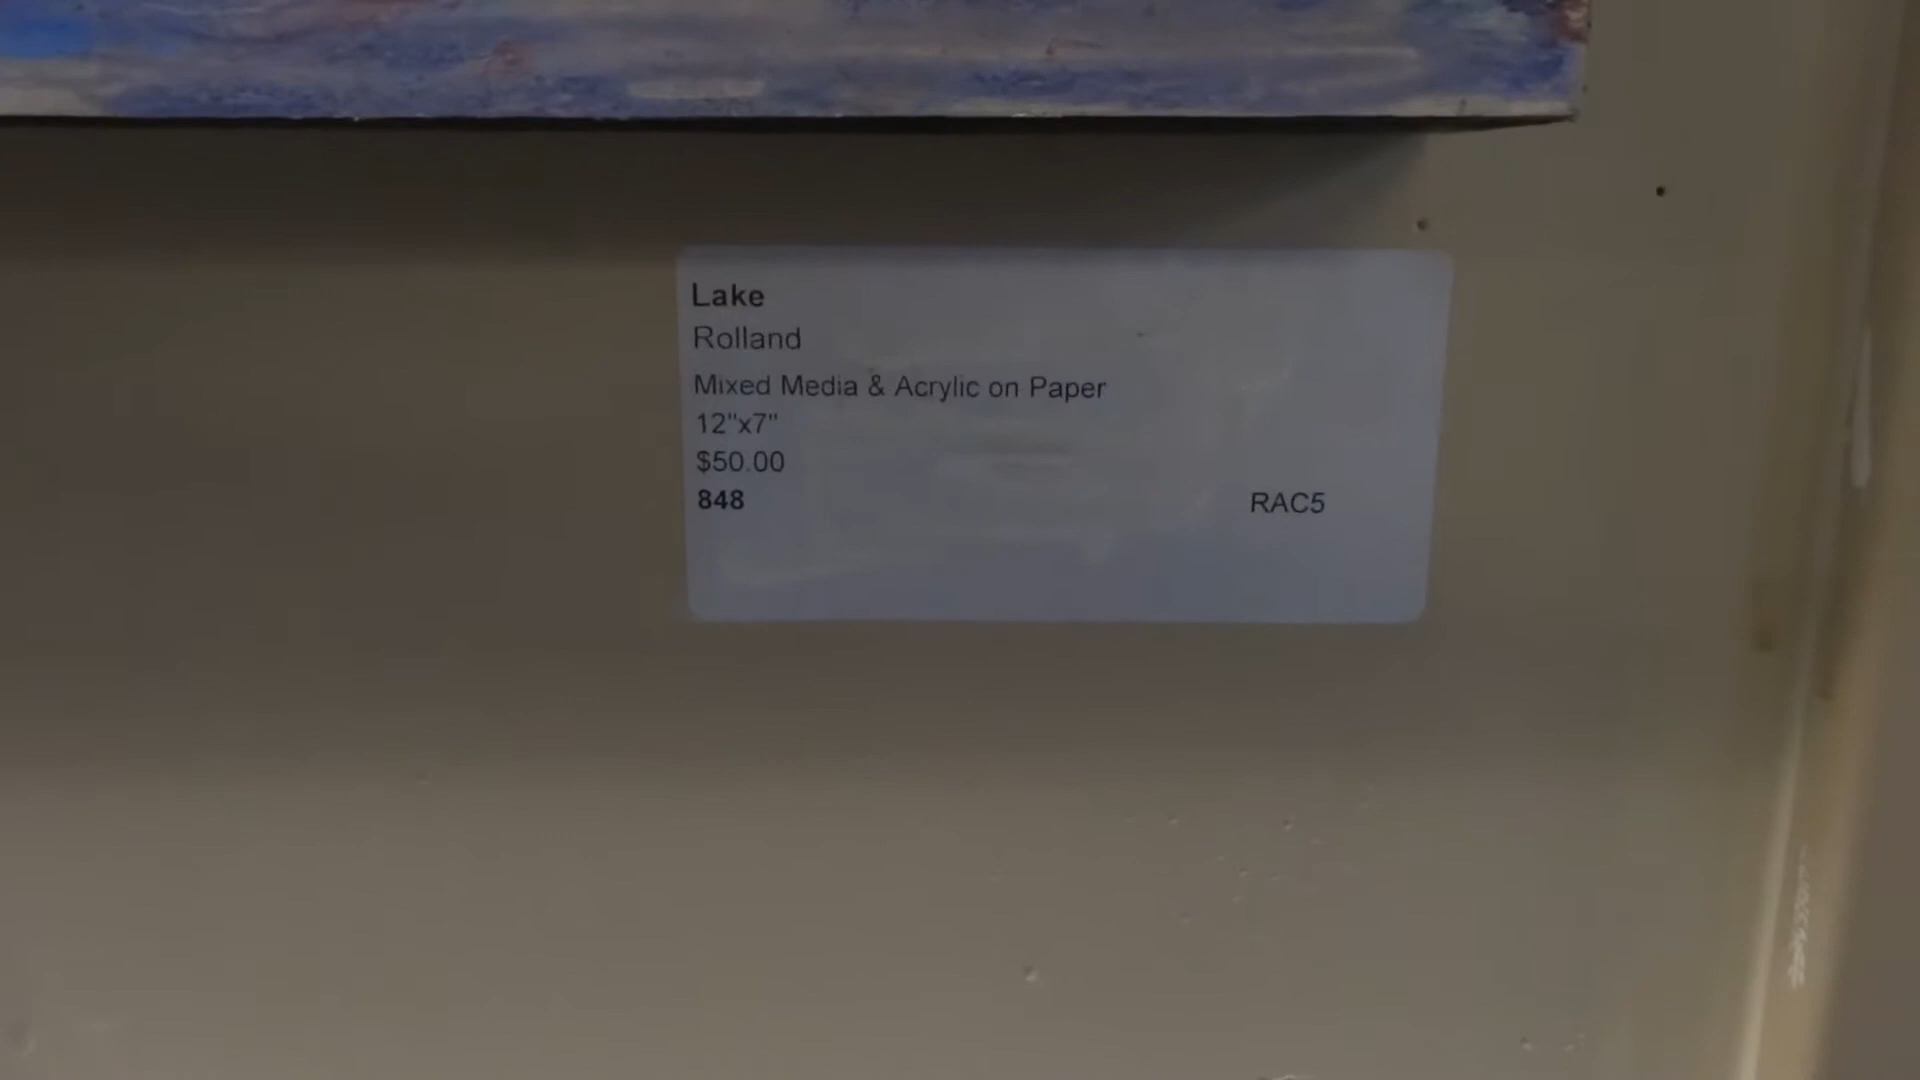 Lake
Rolland
Mixed Media & Acrylic on Paper
12"x7"
$50.00
848 RAC5